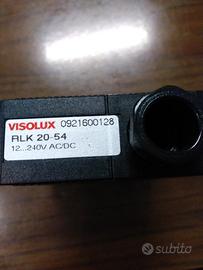 VISOLUX 0921600128
RLK 20-54
12...240V AC/DC
subito